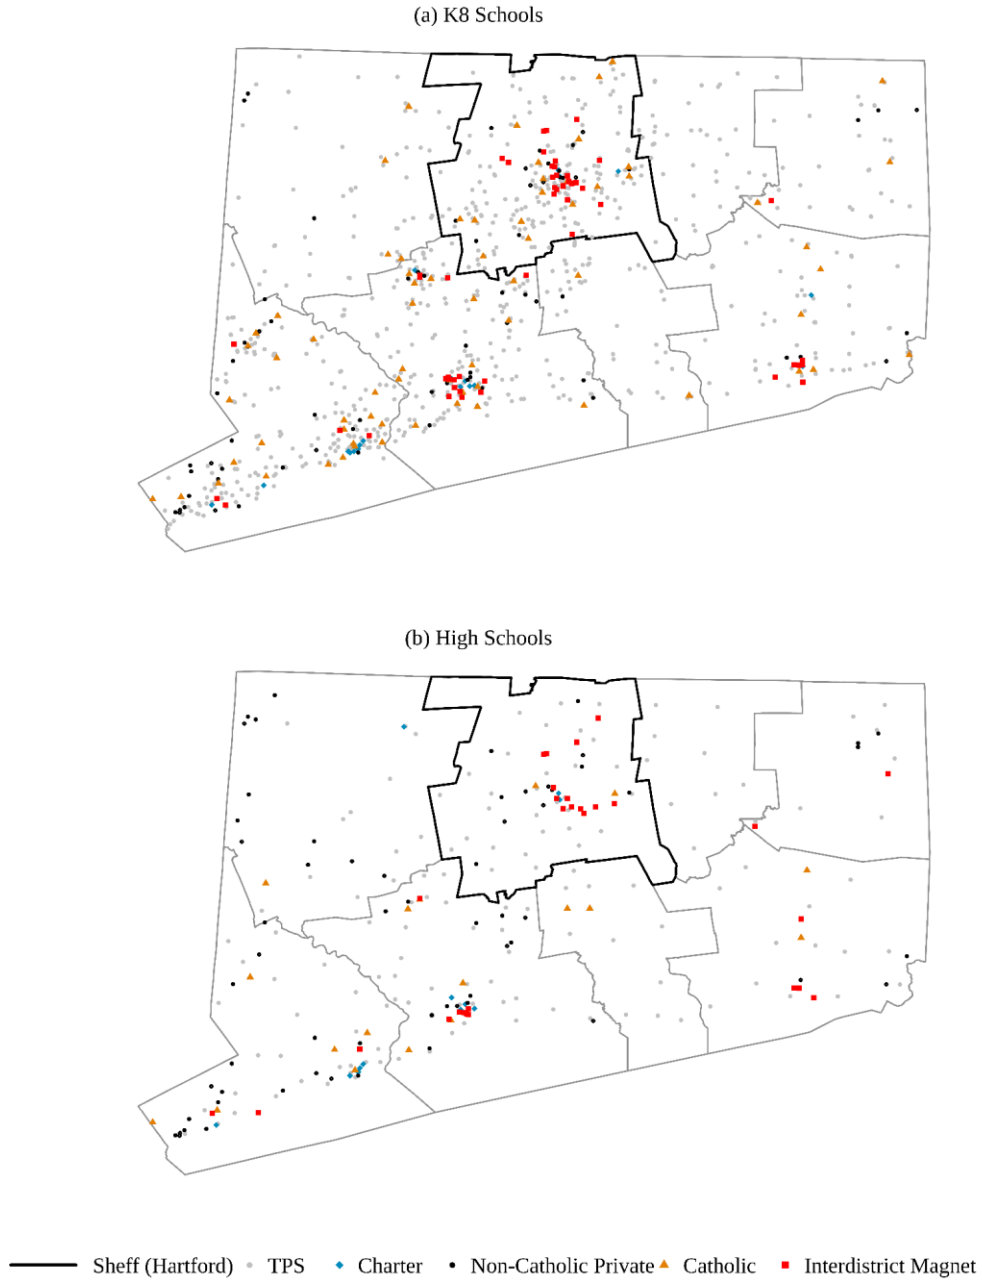 (a) K8 Schools
(b) High Schools
Sheff (Hartford) TPS Charter Non-Catholic Private Catholic Interdistrict Magnet